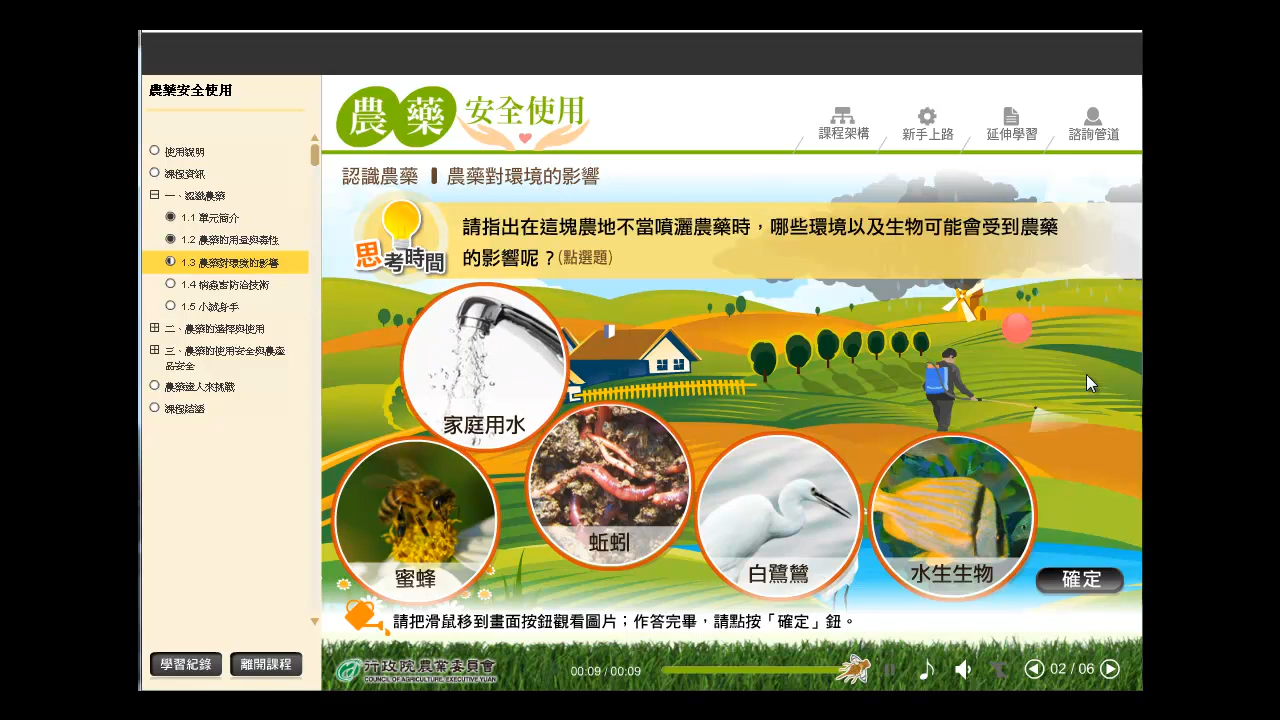 農藥安全使用
使用說明
課程資訊
一、認識農藥
1.1 單元簡介
1.2 農藥的用量與毒性
1.3 農藥對環境的影響
1.4 病蟲害防治技術
1.5 小試身手
二、農藥的選擇與使用
三、農藥的使用安全與農產
品安全
農藥達人來挑戰
課程總結
學習紀錄
離開課程
農藥 安全使用
課程架構
新手上路
延伸學習
諮詢管道
認識農藥 農藥對環境的影響
思考時間
請指出在這塊農地不當噴灑農藥時，哪些環境以及生物可能會受到農藥
的影響呢？(點選題)
家庭用水
蜜蜂
蚯蚓
白鷺鷥
水生生物
確定
請把滑鼠移到畫面按鈕觀看圖片；作答完畢，請點按「確定」鈕。
行政院農業委員會
COUNCIL OF AGRICULTURE, EXECUTIVE YUAN
00:09 / 00:09
02 / 06